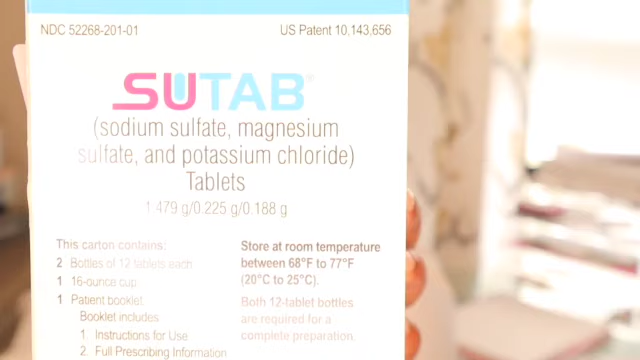 NDC 52268-201-01
US Patent 10,143,656
SUTAB®
(sodium sulfate, magnesium
sulfate, and potassium chloride)
Tablets
1.479 g/0.225 g/0.188 g
This carton contains:
2 Bottles of 12 tablets each
1 16-ounce cup
1 Patient booklet.
Booklet includes
1. Instructions for Use
2. Full Prescribing Information
Store at room temperature
between 68°F to 77°F
(20°C to 25°C).
Both 12-tablet bottles
are required for a
complete preparation.